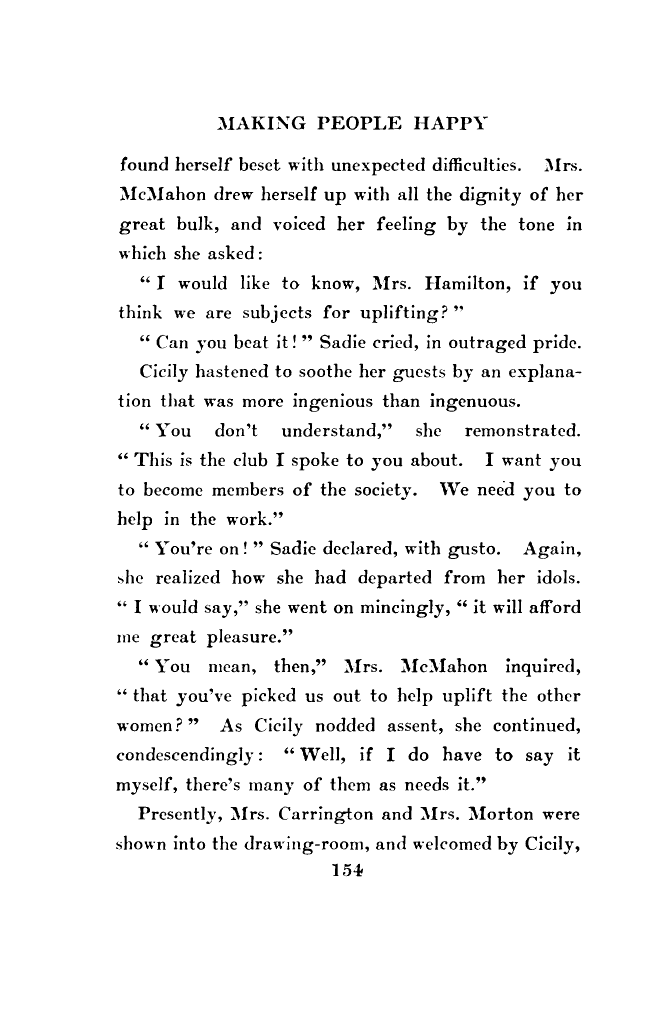 MAKING PEOPLE HAPPY
found herself beset with unexpected difficulties. Mrs.
McMahon drew herself up with all the dignity of her
great bulk, and voiced her feeling by the tone in
which she asked:
“I would like to know, Mrs. Hamilton, if you
think we are subjects for uplifting?”
“Can you beat it!” Sadie cried, in outraged pride.
Cicily hastened to soothe her guests by an explana-
tion that was more ingenious than ingenuous.
“You don't understand,” she remonstrated.
“This is the club I spoke to you about. I want you
to become members of the society. We need you to
help in the work.”
“You're on!” Sadie declared, with gusto. Again,
she realized how she had departed from her idols.
“I would say,” she went on mincingly, “it will afford
me great pleasure.”
“You mean, then,” Mrs. McMahon inquired,
“that you've picked us out to help uplift the other
women?” As Cicily nodded assent, she continued,
condescendingly: “Well, if I do have to say it
myself, there's many of them as needs it.”
Presently, Mrs. Carrington and Mrs. Morton were
shown into the drawing-room, and welcomed by Cicily,
154